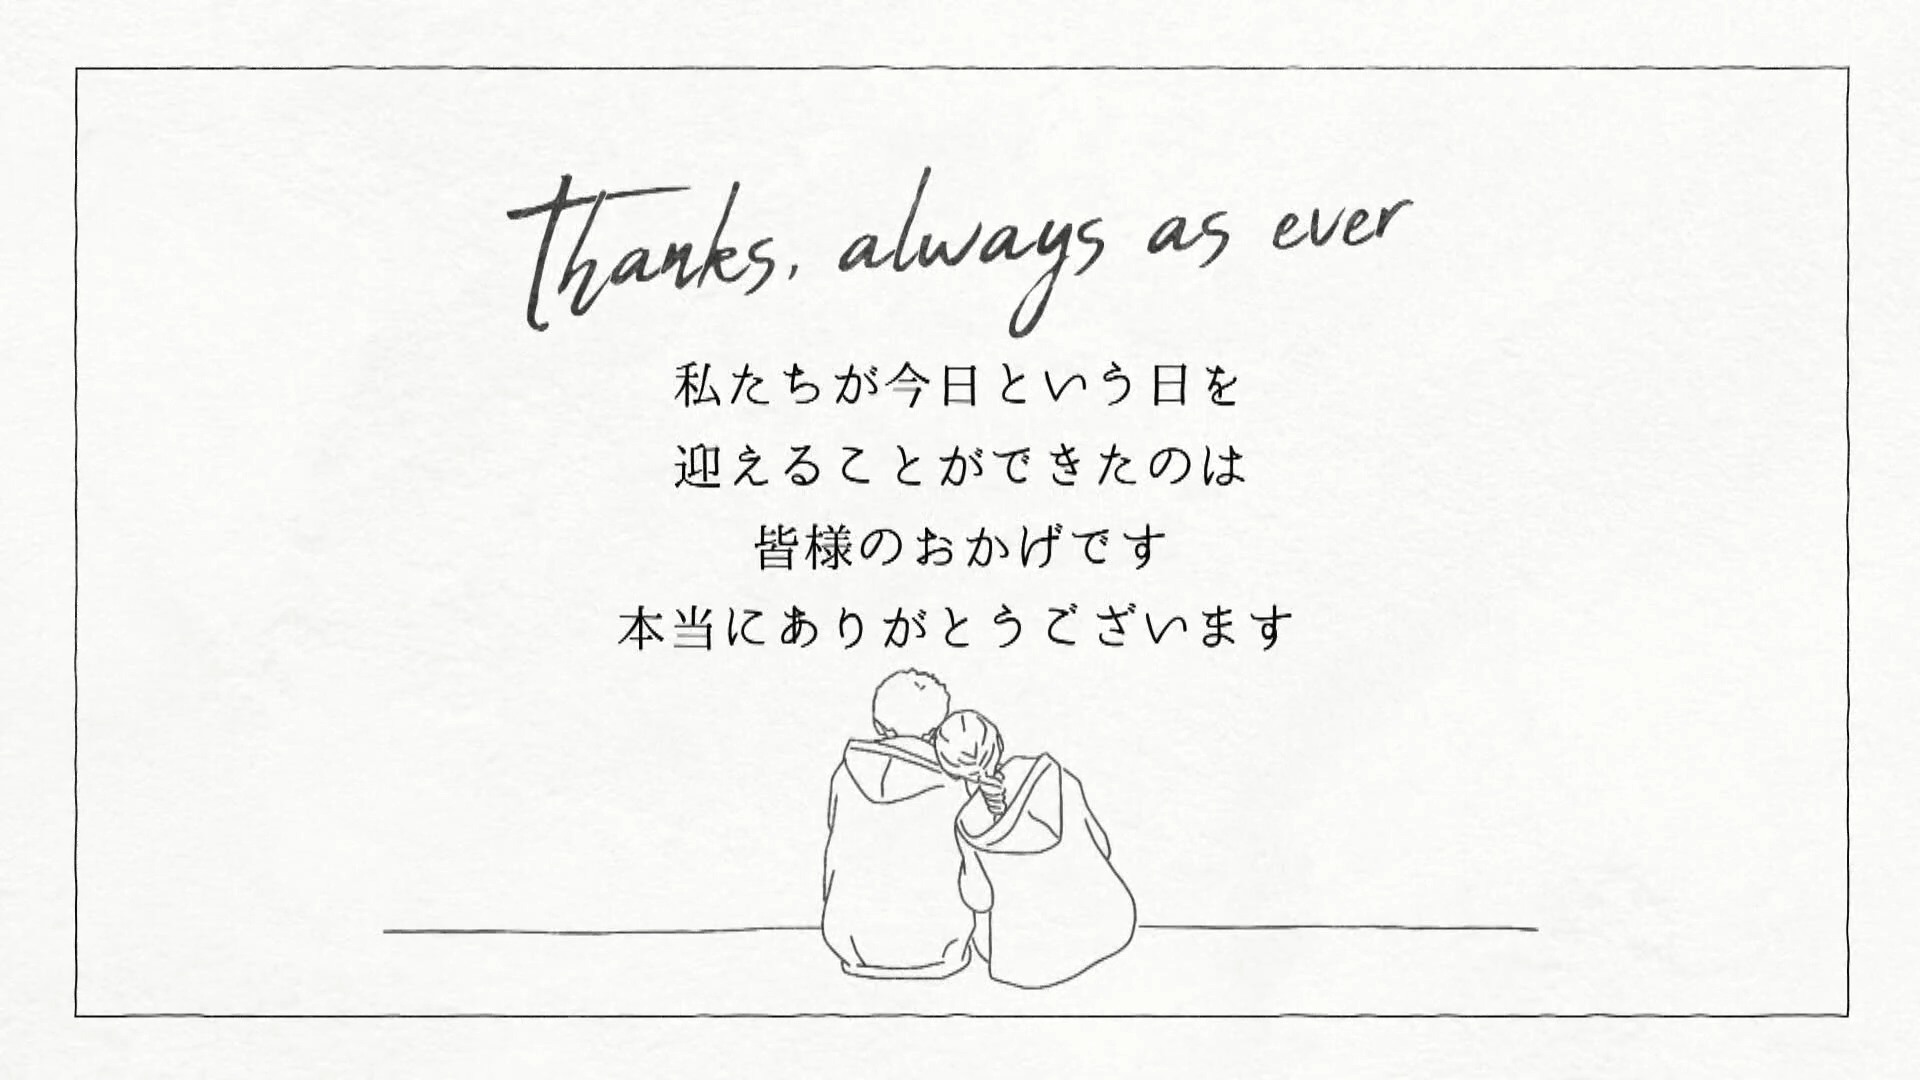 Thanks, always as ever
私たちが今日という日を
迎えることができたのは
皆様のおかげです
本当にありがとうございます